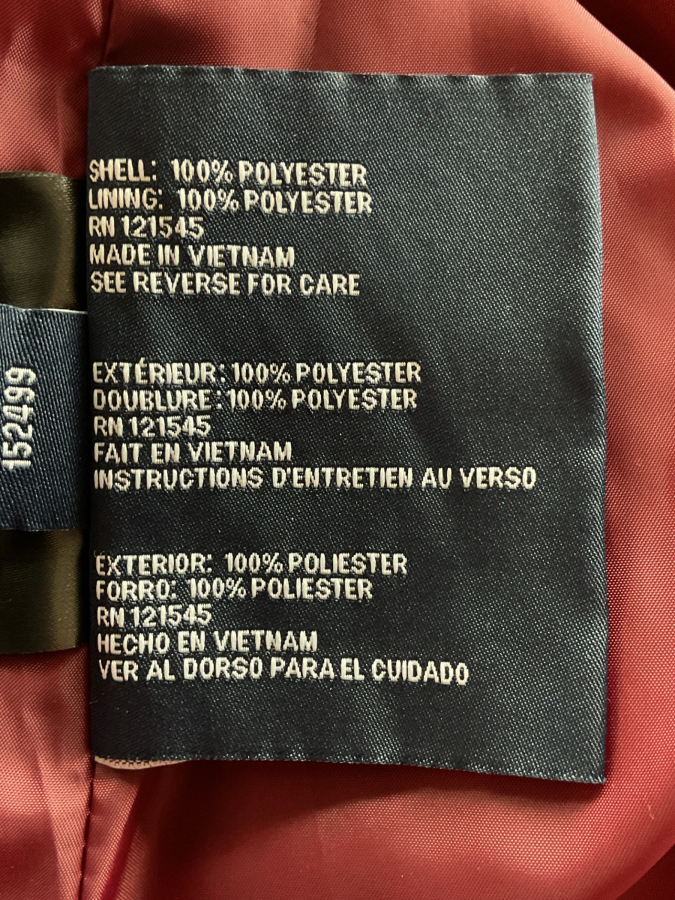 SHELL: 100% POLYESTER
LINING: 100% POLYESTER
RN 121545
MADE IN VIETNAM
SEE REVERSE FOR CARE
EXTÉRIEUR: 100% POLYESTER
DOUBLURE: 100% POLYESTER
RN 121545
FAIT EN VIETNAM
INSTRUCTIONS D'ENTRETIEN AU VERSO
EXTERIOR: 100% POLIESTER
FORRO: 100% POLIESTER
RN 121545
HECHO EN VIETNAM
VER AL DORSO PARA EL CUIDADO
152499